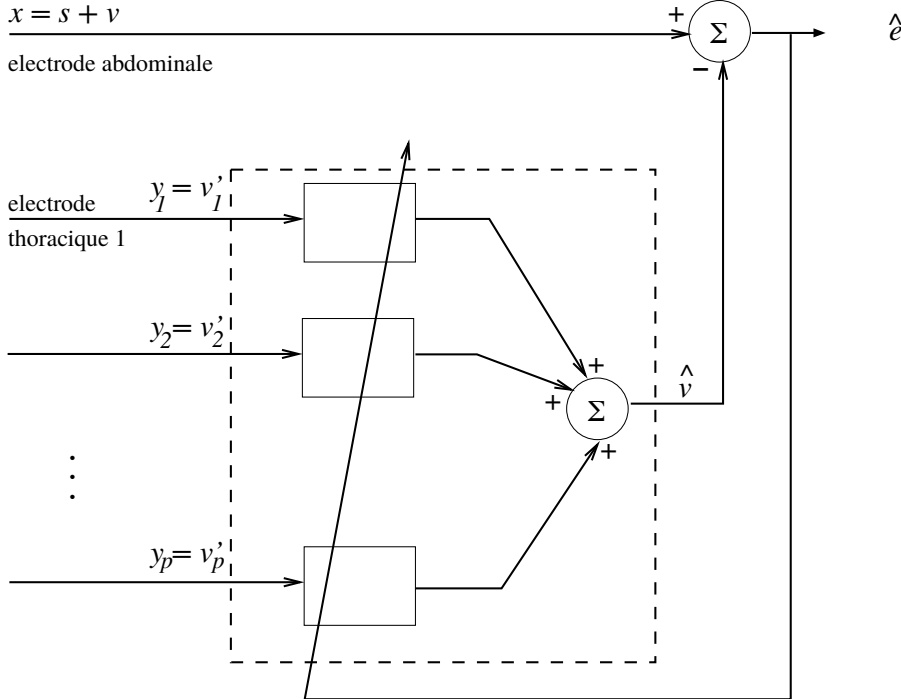 x = s + v
+
Σ
ê
electrode abdominale
−
y₁ = v'₁
electrode
thoracique 1
y₂ = v'₂
+
v̂
+
Σ
+
⋮
yₚ = v'ₚ